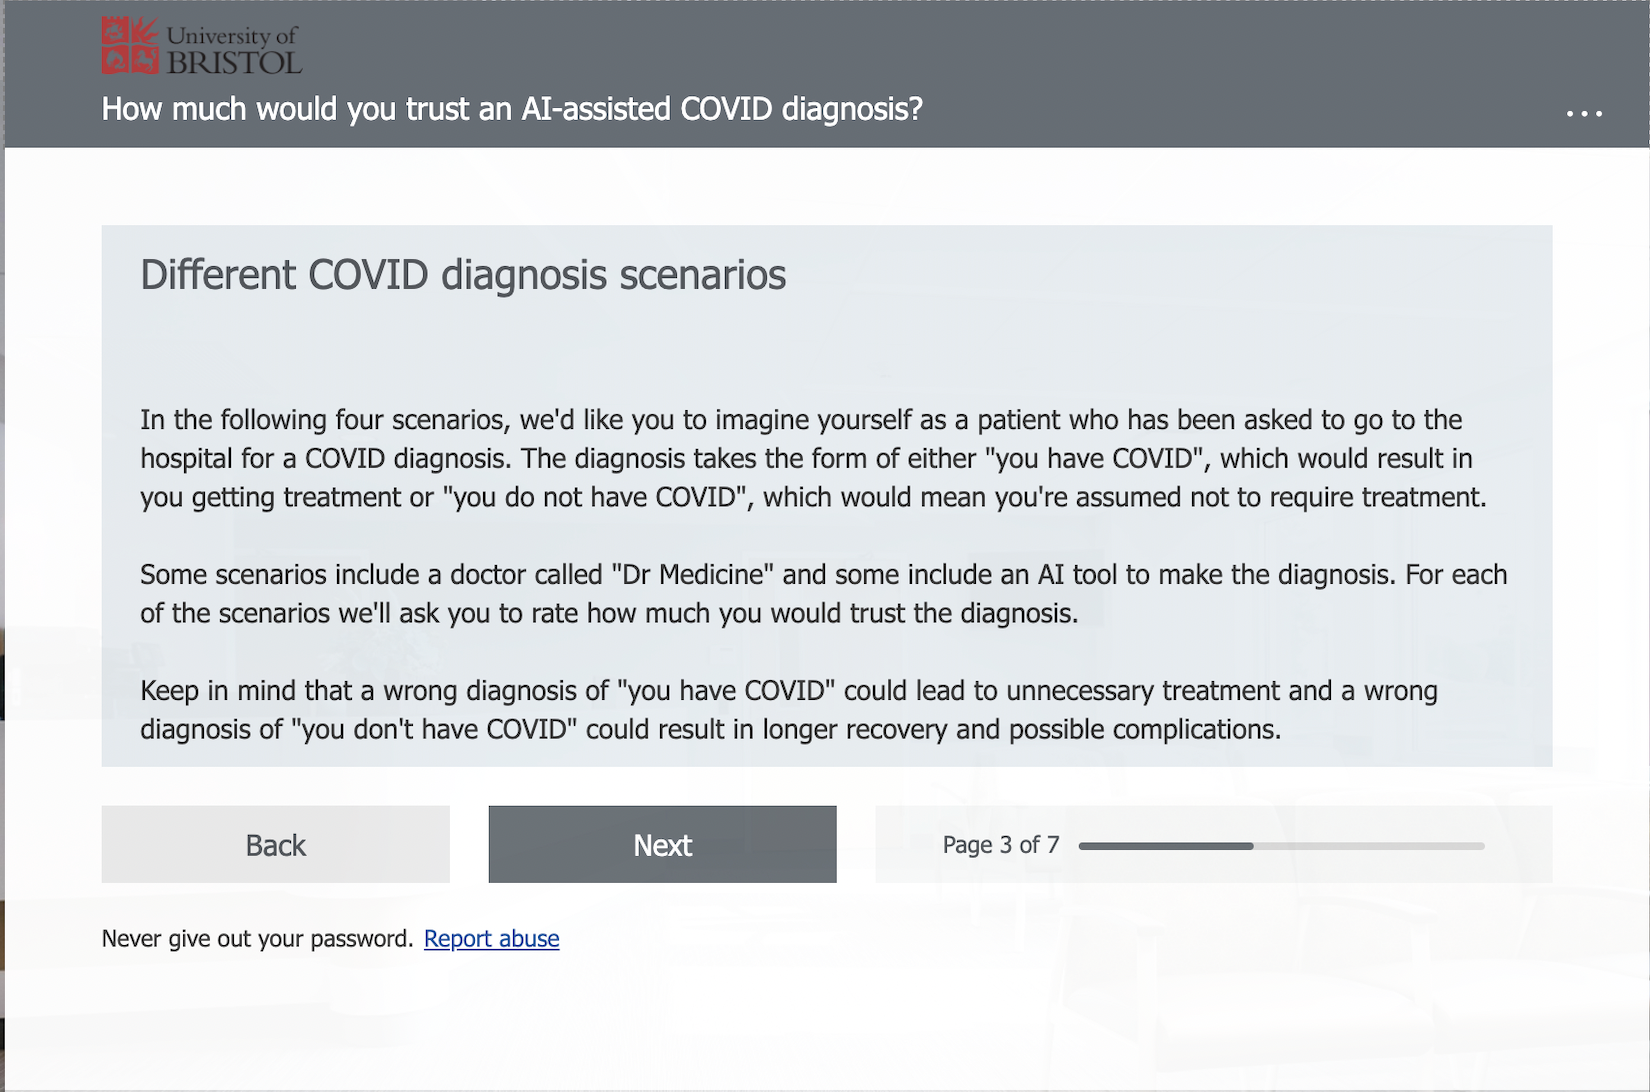 University of
BRISTOL
How much would you trust an AI-assisted COVID diagnosis?
...
Different COVID diagnosis scenarios
In the following four scenarios, we'd like you to imagine yourself as a patient who has been asked to go to the
hospital for a COVID diagnosis. The diagnosis takes the form of either "you have COVID", which would result in
you getting treatment or "you do not have COVID", which would mean you're assumed not to require treatment.
Some scenarios include a doctor called "Dr Medicine" and some include an AI tool to make the diagnosis. For each
of the scenarios we'll ask you to rate how much you would trust the diagnosis.
Keep in mind that a wrong diagnosis of "you have COVID" could lead to unnecessary treatment and a wrong
diagnosis of "you don't have COVID" could result in longer recovery and possible complications.
Back
Next
Page 3 of 7
Never give out your password. Report abuse